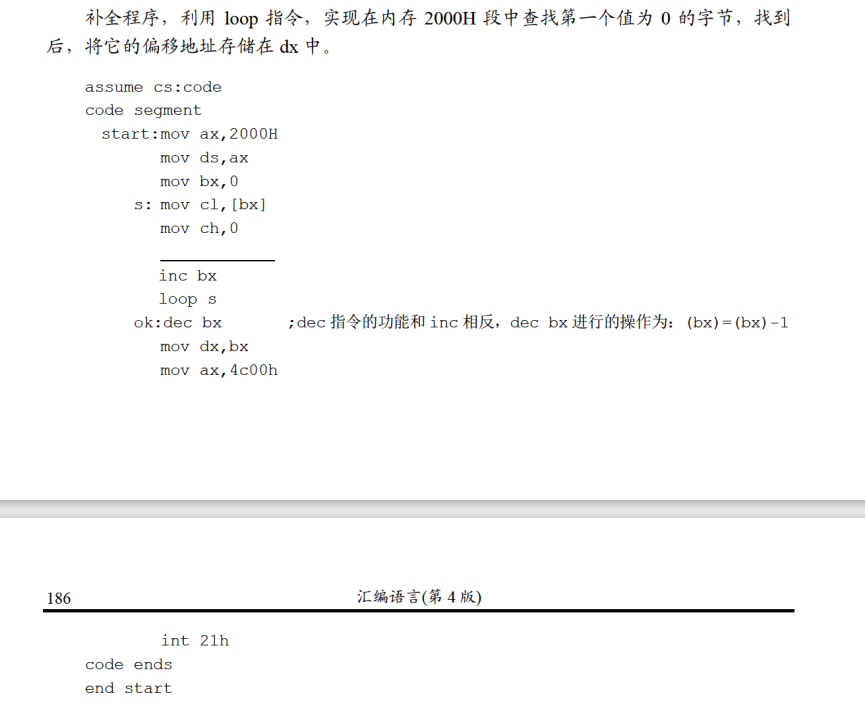 补全程序，利用 loop 指令，实现在内存 2000H 段中查找第一个值为 0 的字节，找到
后，将它的偏移地址存储在 dx 中。
assume cs:code
code segment
start:mov ax,2000H
mov ds,ax
mov bx,0
s: mov cl,[bx]
mov ch,0
inc bx
loop s
ok:dec bx ;dec 指令的功能和 inc 相反，dec bx 进行的操作为：(bx)=(bx)-1
mov dx,bx
mov ax,4c00h
186 汇编语言(第 4 版)
int 21h
code ends
end start